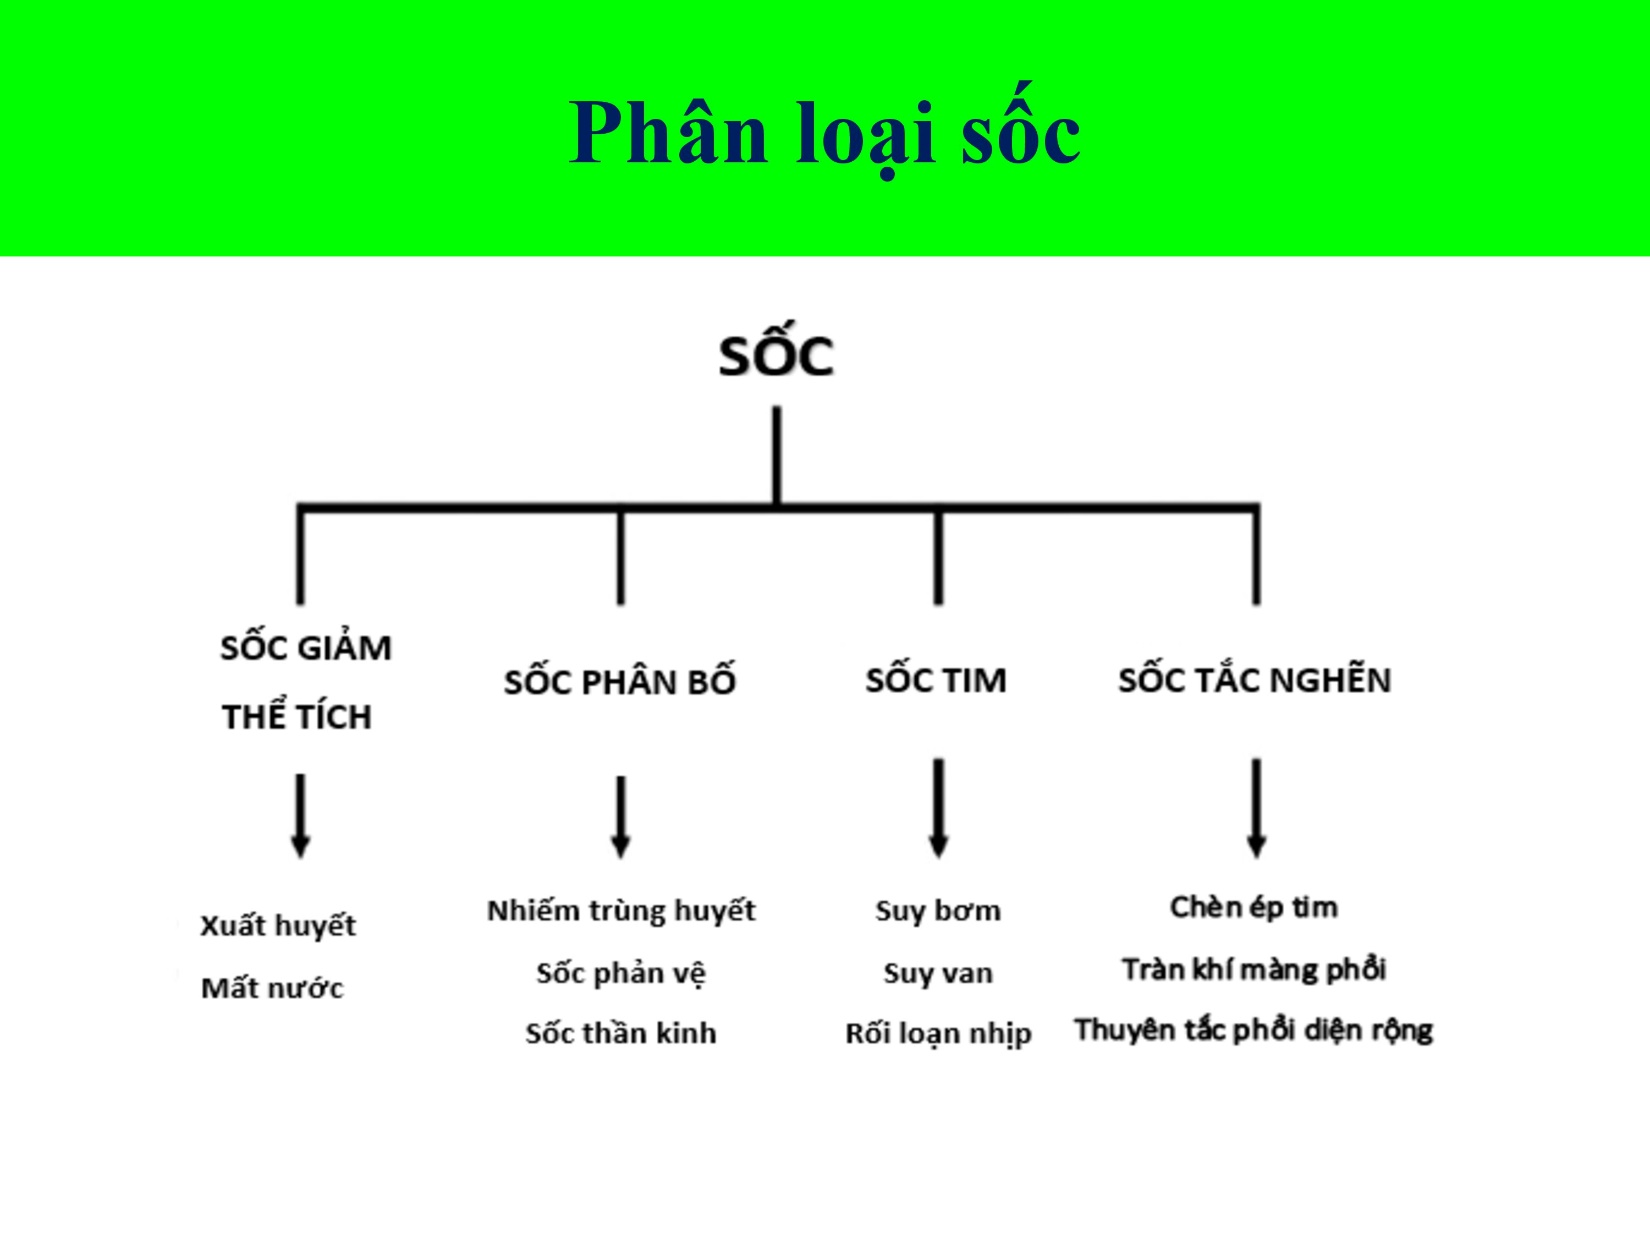 Phân loại sốc
SỐC
SỐC GIẢM
THỂ TÍCH
SỐC PHÂN BỐ
SỐC TIM
SỐC TẮC NGHẼN
Xuất huyết
Mất nước
Nhiếm trùng huyết
Sốc phản vệ
Sốc thần kinh
Suy bơm
Suy van
Rối loạn nhịp
Chèn ép tim
Tràn khí màng phổi
Thuyên tắc phổi diện rộng